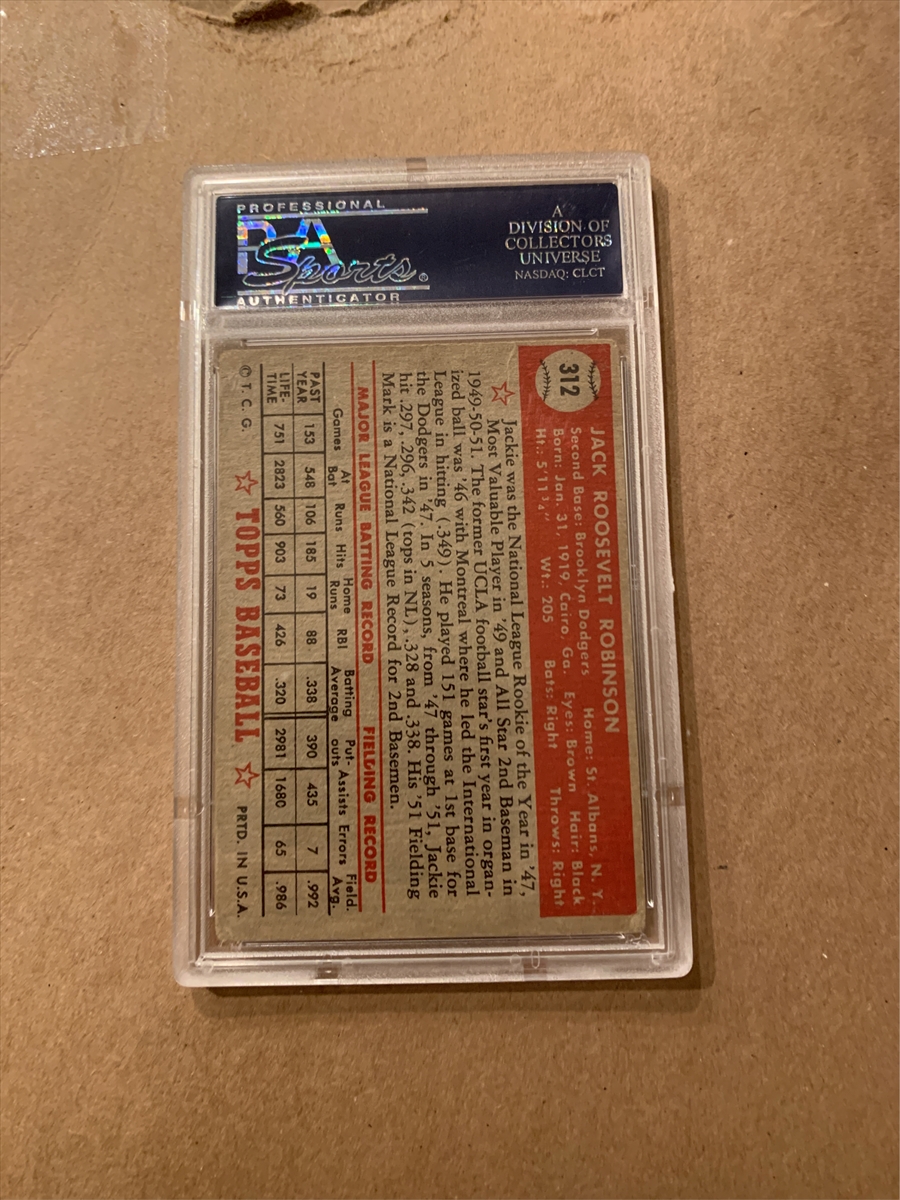 PROFESSIONAL
PSA
Sports®
AUTHENTICATOR
A
DIVISION OF
COLLECTORS
UNIVERSE
NASDAQ: CLCT
312
JACK ROOSEVELT ROBINSON
Second Base: Brooklyn Dodgers Home: St. Albans, N. Y.
Born: Jan. 31, 1919, Cairo, Ga. Eyes: Brown Hair: Black
Ht.: 5'11¼" Wt.: 205 Bats: Right Throws: Right
☆ Jackie was the National League Rookie of the Year in '47,
Most Valuable Player in '49 and All Star 2nd Baseman in
1949-50-51. The former UCLA football star's first year in organ-
ized ball was '46 with Montreal where he led the International
League in hitting (.349). He played 151 games at 1st base for
the Dodgers in '47. In 5 seasons, from '47 through '51, Jackie
hit .297, .296, .342 (tops in NL), .328 and .338. His '51 Fielding
Mark is a National League Record for 2nd Basemen.
MAJOR LEAGUE BATTING RECORD FIELDING RECORD
Games At Bat Runs Hits Home Runs RBI Batting Average Put-outs Assists Errors Field. Avg.
PAST YEAR 153 548 106 185 19 88 .338 390 435 7 .992
LIFE-TIME 751 2823 560 903 73 426 .320 2981 1680 65 .986
© T. C. G. ☆ TOPPS BASEBALL ☆ PRTD. IN U.S.A.